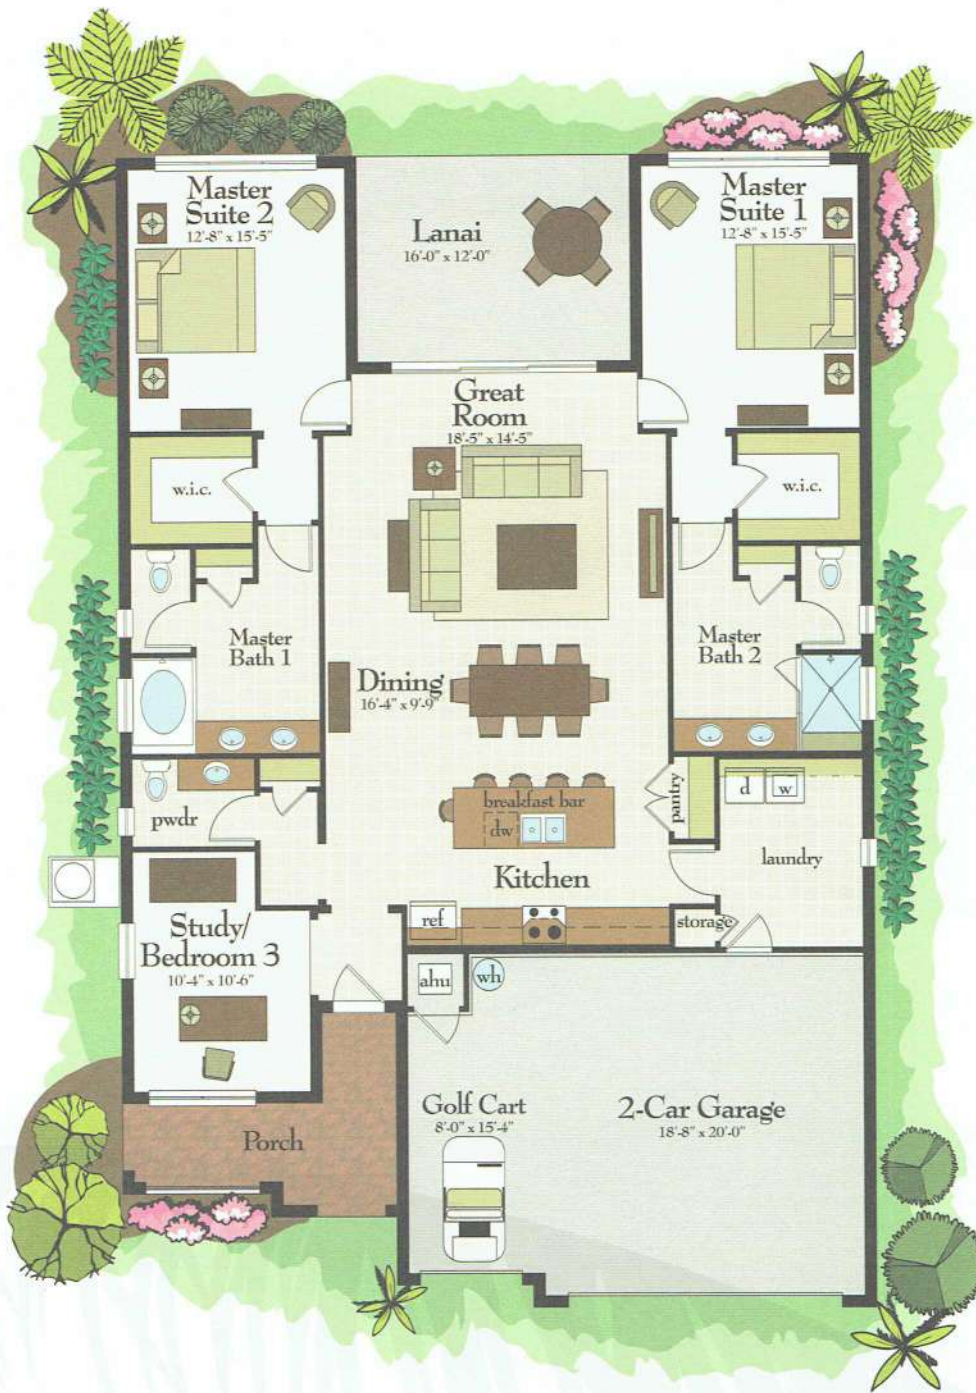 Master
Suite 2
12'-8" x 15'-5"
Lanai
16'-0" x 12'-0"
Master
Suite 1
12'-8" x 15'-5"
Great
Room
18'-5" x 14'-5"
w.i.c.
w.i.c.
Master
Bath 1
Master
Bath 2
Dining
16'-4" x 9'-9"
pwdr
breakfast bar
dw
pantry
d
w
laundry
Kitchen
ref
storage
Study/
Bedroom 3
10'-4" x 10'-6"
ahu
wh
Porch
Golf Cart
8'-0" x 15'-4"
2-Car Garage
18'-8" x 20'-0"